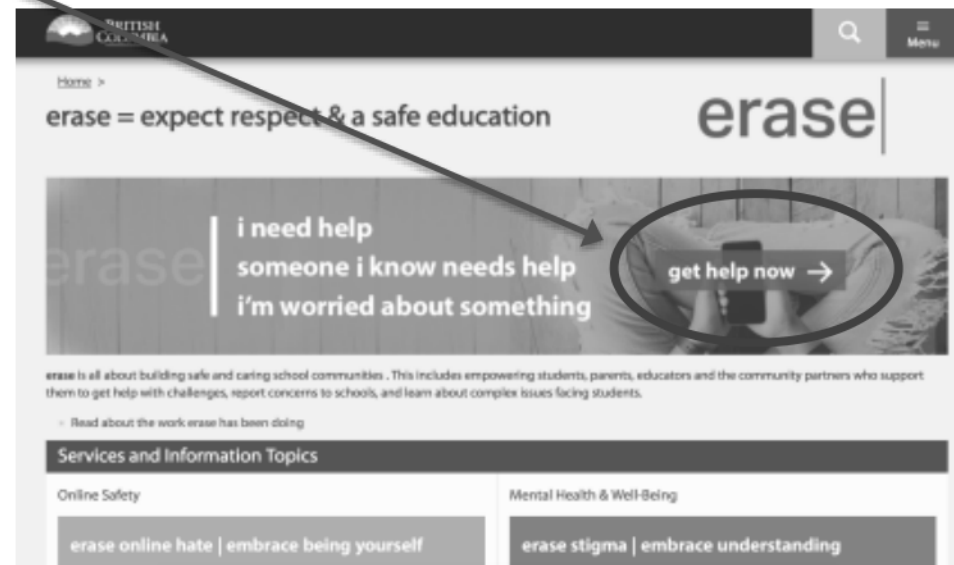 BRITISH
COLUMBIA
Menu
Home >
erase = expect respect & a safe education
erase
erase
i need help
someone i know needs help
i'm worried about something
get help now →
erase is all about building safe and caring school communities . This includes empowering students, parents, educators and the community partners who support
them to get help with challenges, report concerns to schools, and learn about complex issues facing students.
Read about the work erase has been doing
Services and Information Topics
Online Safety
Mental Health & Well-Being
erase online hate | embrace being yourself
erase stigma | embrace understanding